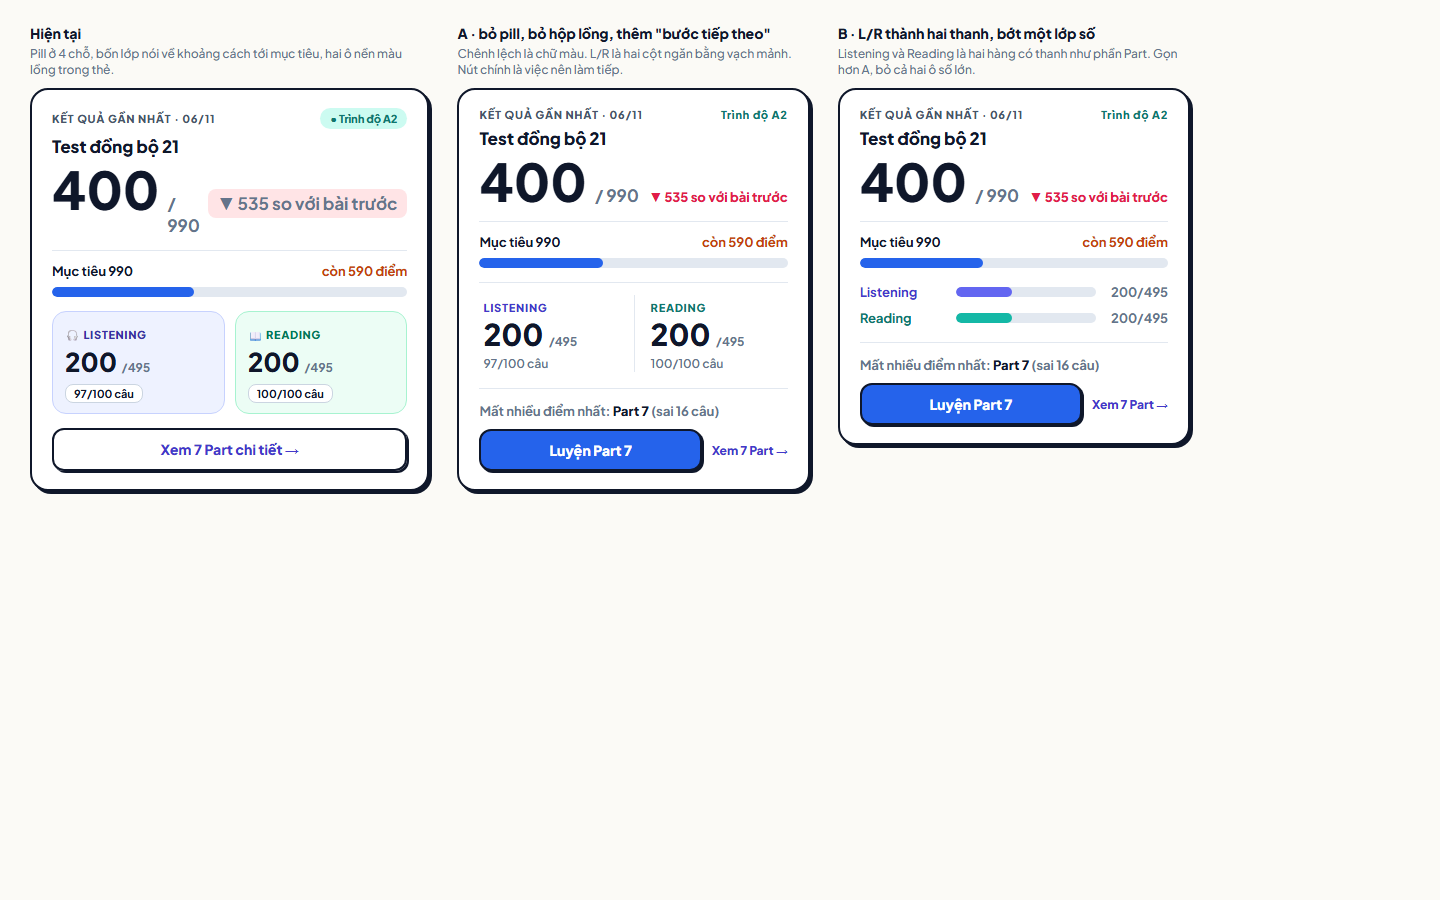 Hiện tại
Pill ở 4 chỗ, bốn lớp nói về khoảng cách tới mục tiêu, hai ô nền màu
lồng trong thẻ.
KẾT QUẢ GẦN NHẤT · 06/11
• Trình độ A2
Test đồng bộ 21
400 / 990
▼ 535 so với bài trước
Mục tiêu 990
còn 590 điểm
🎧 LISTENING
200 /495
97/100 câu
📖 READING
200 /495
100/100 câu
Xem 7 Part chi tiết →
A · bỏ pill, bỏ hộp lồng, thêm "bước tiếp theo"
Chênh lệch là chữ màu. L/R là hai cột ngăn bằng vạch mảnh.
Nút chính là việc nên làm tiếp.
KẾT QUẢ GẦN NHẤT · 06/11
Trình độ A2
Test đồng bộ 21
400 / 990 ▼ 535 so với bài trước
Mục tiêu 990
còn 590 điểm
LISTENING
200 /495
97/100 câu
READING
200 /495
100/100 câu
Mất nhiều điểm nhất: Part 7 (sai 16 câu)
Luyện Part 7
Xem 7 Part →
B · L/R thành hai thanh, bớt một lớp số
Listening và Reading là hai hàng có thanh như phần Part. Gọn
hơn A, bỏ cả hai ô số lớn.
KẾT QUẢ GẦN NHẤT · 06/11
Trình độ A2
Test đồng bộ 21
400 / 990 ▼ 535 so với bài trước
Mục tiêu 990
còn 590 điểm
Listening 200/495
Reading 200/495
Mất nhiều điểm nhất: Part 7 (sai 16 câu)
Luyện Part 7
Xem 7 Part →